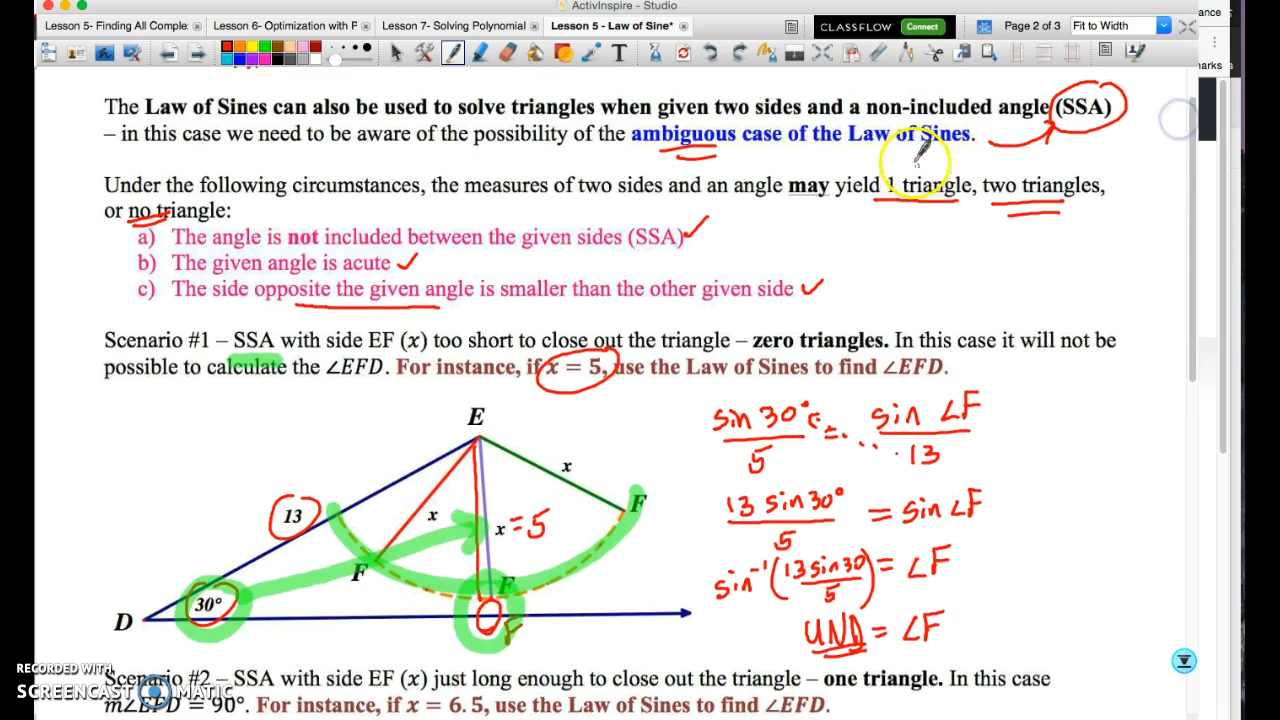 ActivInspire - Studio
Lesson 5-Finding All Comple:
Lesson 6- Optimization with P
Lesson 7- Solving Polynomial
Lesson 5 - Law of Sine*
CLASSFLOW Connect
Page 2 of 3
Fit to Width
ance
marks
The Law of Sines can also be used to solve triangles when given two sides and a non-included angle (SSA)
– in this case we need to be aware of the possibility of the ambiguous case of the Law of Sines.
Under the following circumstances, the measures of two sides and an angle may yield 1 triangle, two triangles,
or no triangle:
a) The angle is not included between the given sides (SSA)
b) The given angle is acute
c) The side opposite the given angle is smaller than the other given side
Scenario #1 – SSA with side EF (x) too short to close out the triangle – zero triangles. In this case it will not be
possible to calculate the ∠EFD. For instance, if x = 5, use the Law of Sines to find ∠EFD.
E
13
x
x
x = 5
F
F
F
30°
D
F
sin 30° / 5 = sin ∠F / 13
13 sin 30° / 5 = sin ∠F
sin⁻¹(13 sin 30 / 5) = ∠F
UND = ∠F
RECORDED WITH
SCREENCAST MATIC
Scenario #2 – SSA with side EF (x) just long enough to close out the triangle – one triangle. In this case
m∠EFD = 90°. For instance, if x = 6.5, use the Law of Sines to find ∠EFD.